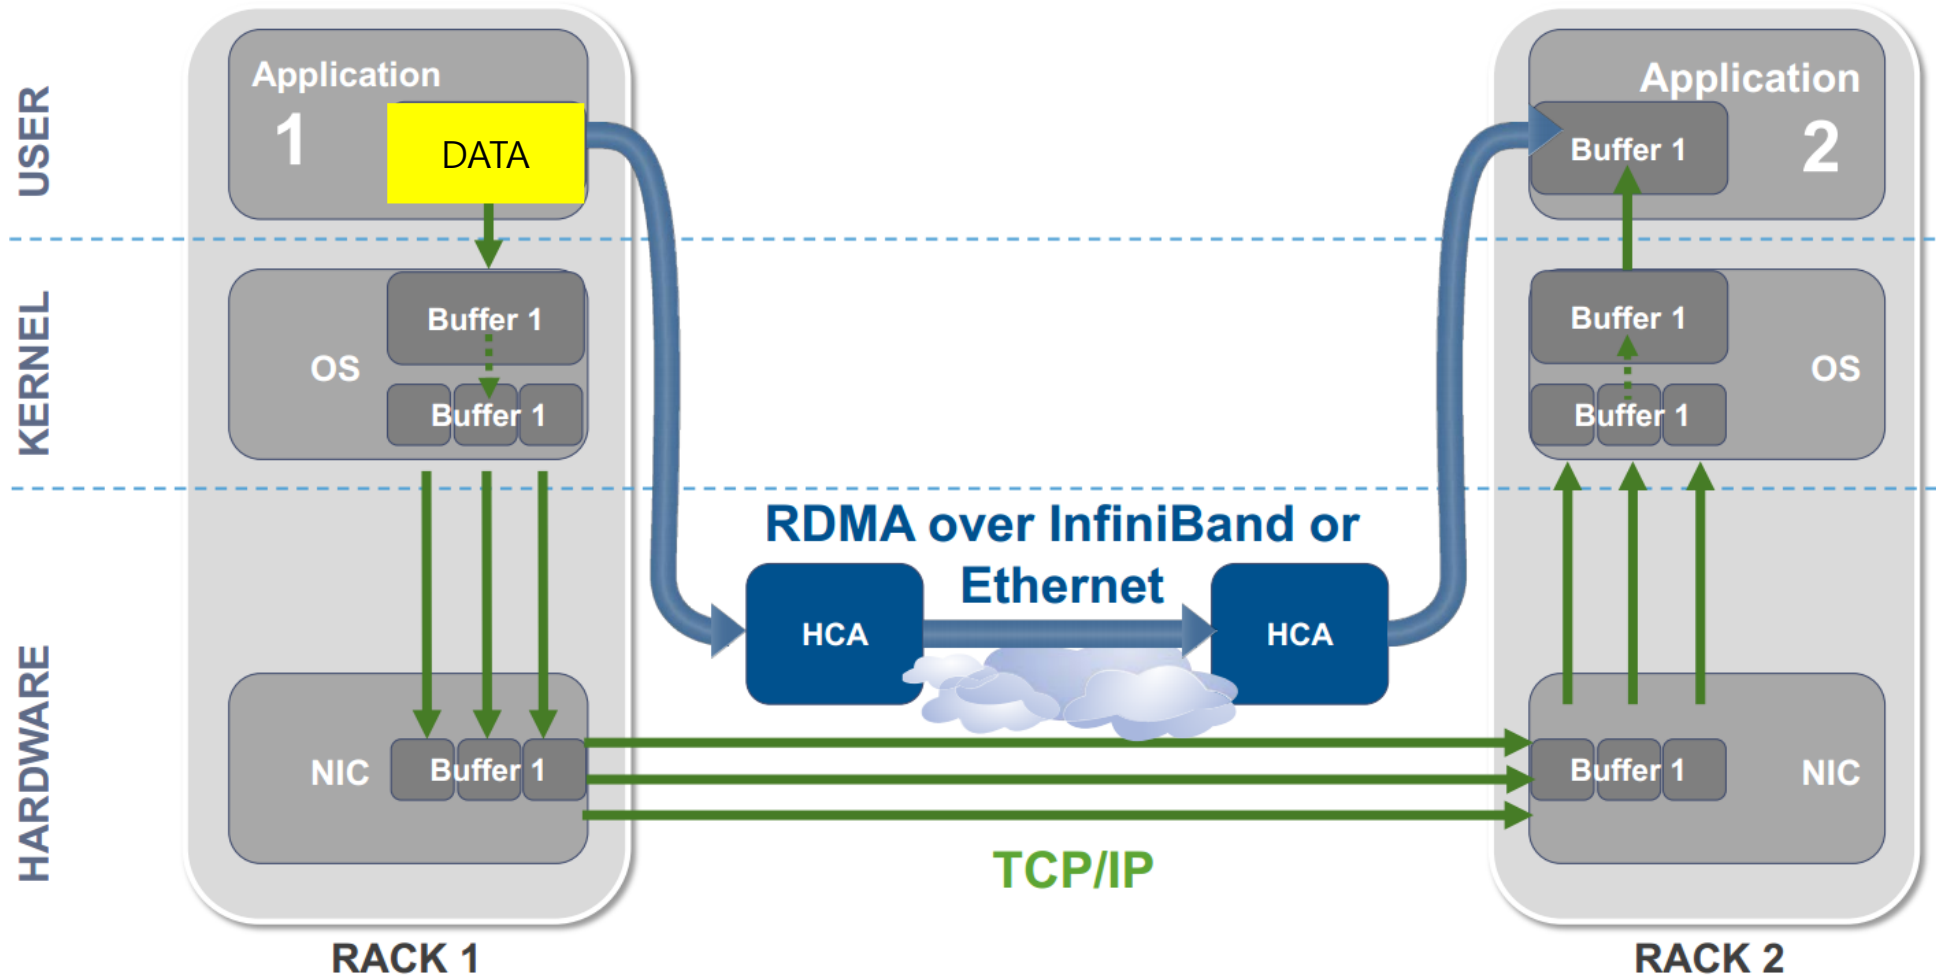 USER
KERNEL
HARDWARE
Application
1
DATA
Buffer 1
OS
Buffer 1
NIC
Buffer 1
RACK 1
RDMA over InfiniBand or
Ethernet
HCA
HCA
TCP/IP
Application
2
Buffer 1
Buffer 1
OS
Buffer 1
Buffer 1
NIC
RACK 2